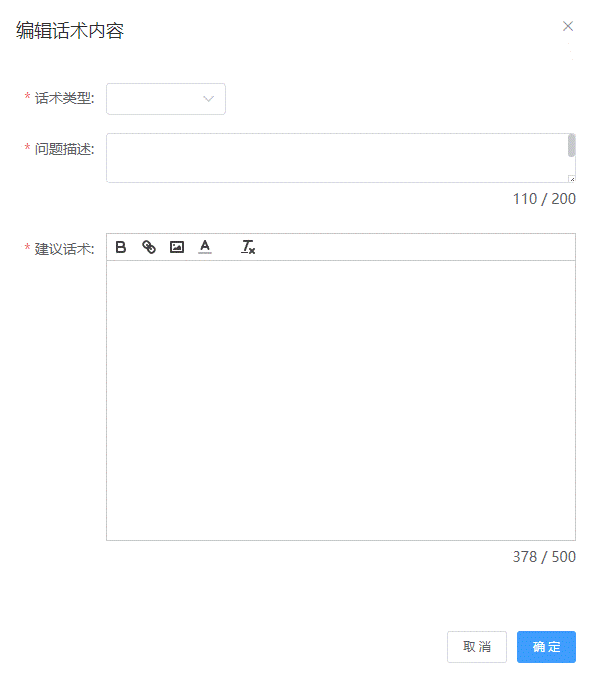 编辑话术内容
* 话术类型:
* 问题描述:
110 / 200
* 建议话术:
378 / 500
取消 确定